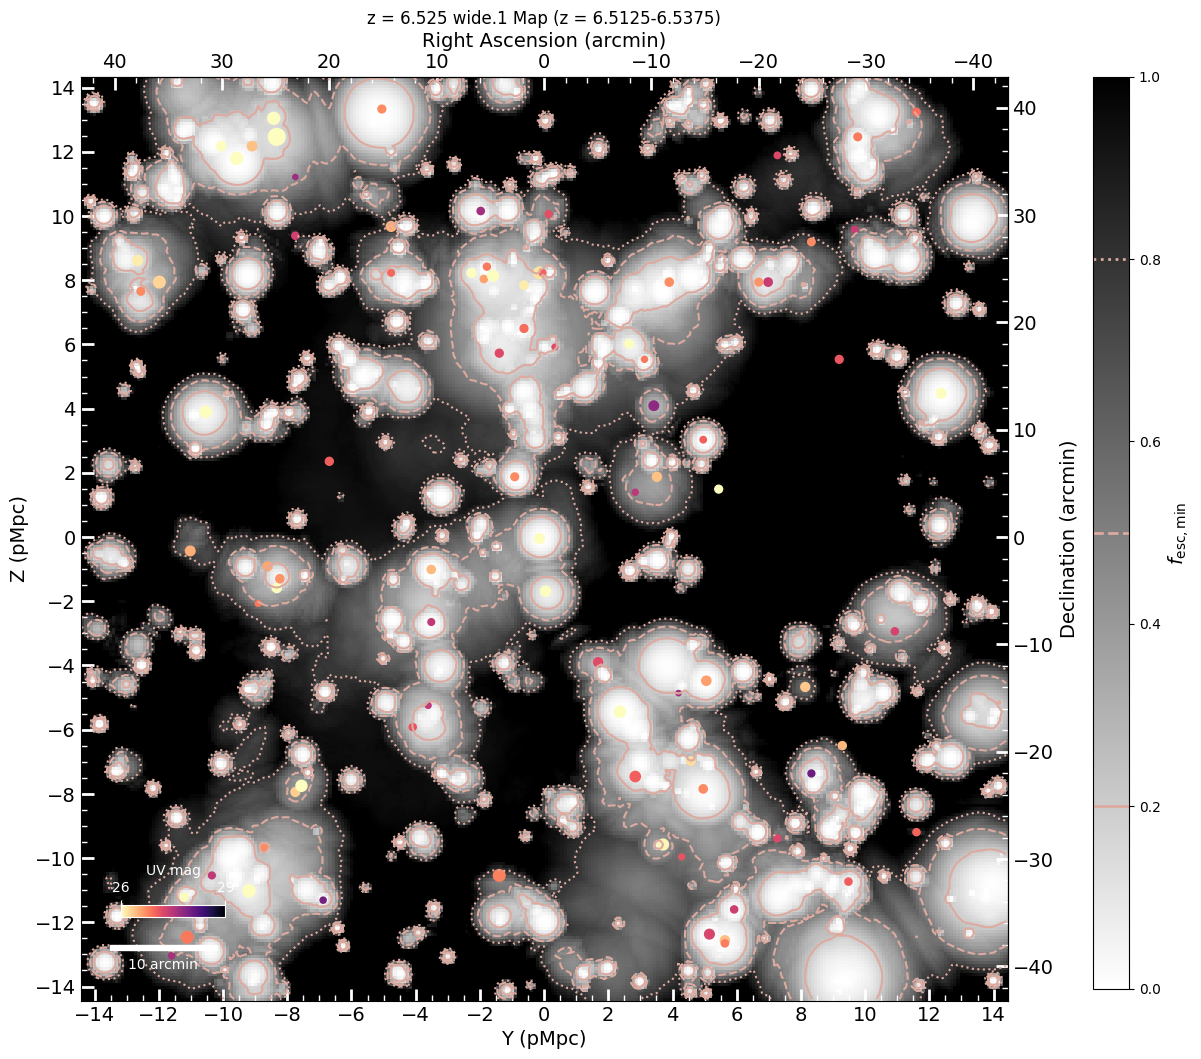 z = 6.525 wide.1 Map (z = 6.5125-6.5375)
Right Ascension (arcmin)
40 30 20 10 0 −10 −20 −30 −40
14 12 10 8 6 4 2 0 −2 −4 −6 −8 −10 −12 −14
Z (pMpc)
UV mag
26 29
10 arcmin
−14 −12 −10 −8 −6 −4 −2 0 2 4 6 8 10 12 14
Y (pMpc)
40 30 20 10 0 −10 −20 −30 −40
Declination (arcmin)
1.0 0.8 0.6 0.4 0.2 0.0
fesc,min